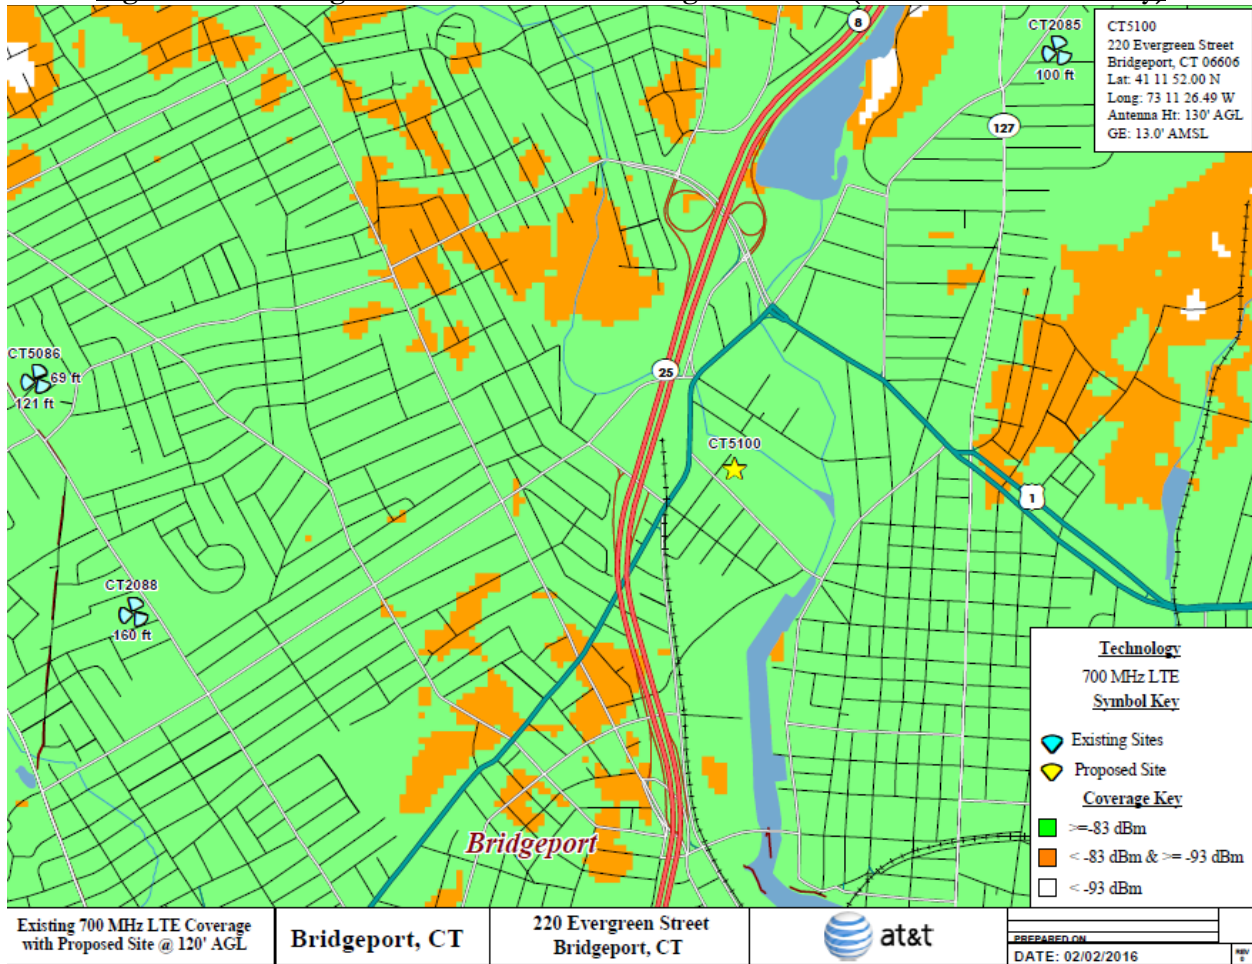 8
CT2085
100 ft
CT5100
220 Evergreen Street
Bridgeport, CT 06606
Lat: 41 11 52.00 N
Long: 73 11 26.49 W
Antenna Ht: 130' AGL
GE: 13.0' AMSL
127
CT5086
69 ft
121 ft
25
CT5100
1
CT2088
160 ft
Bridgeport
Technology
700 MHz LTE
Symbol Key
Existing Sites
Proposed Site
Coverage Key
>=-83 dBm
< -83 dBm & >= -93 dBm
< -93 dBm
Existing 700 MHz LTE Coverage
with Proposed Site @ 120' AGL
Bridgeport, CT
220 Evergreen Street
Bridgeport, CT
at&t
PREPARED ON
DATE: 02/02/2016
REV
0